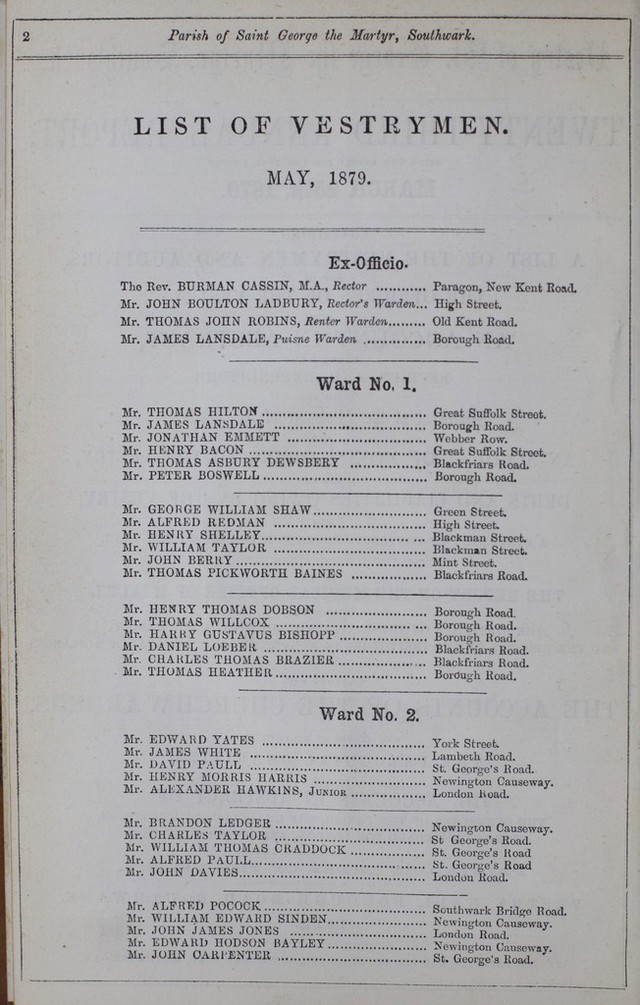 2 Parish of Saint George the Martyr, Southwark.
LIST OF VESTRYMEN.
MAY, 1879.
Ex-Officio.
The Rev. BURMAN CASSIN, M.A., Rector ............ Paragon, New Kent Road.
Mr. JOHN BOULTON LADBURY, Rector's Warden... High Street.
Mr. THOMAS JOHN ROBINS, Renter Warden......... Old Kent Road.
Mr. JAMES LANSDALE, Puisne Warden ............... Borough Road.
Ward No. 1.
Mr. THOMAS HILTON........................................ Great Suffolk Street.
Mr. JAMES LANSDALE ..................................... Borough Road.
Mr. JONATHAN EMMETT .................................. Webber Row.
Mr. HENRY BACON ........................................... Great Suffolk Street.
Mr. THOMAS ASBURY DEWSBERY .................. Blackfriars Road.
Mr. PETER BOSWELL........................................ Borough Road.
Mr. GEORGE WILLIAM SHAW........................... Green Street.
Mr. ALFRED REDMAN ..................................... High Street.
Mr. HENRY SHELLEY....................................... Blackman Street.
Mr. WILLIAM TAYLOR ..................................... Blackman Street.
Mr. JOHN BERRY.............................................. Mint Street.
Mr. THOMAS PICKWORTH BAINES .................. Blackfriars Road.
Mr. HENRY THOMAS DOBSON ........................ Borough Road.
Mr. THOMAS WILLCOX ..................................... Borough Road.
Mr. HARRY GUSTAVUS BISHOPP..................... Borough Road.
Mr. DANIEL LOEBER........................................ Blackfriars Road.
Mr. CHARLES THOMAS BRAZIER..................... Blackfriars Road.
Mr. THOMAS HEATHER..................................... Borough Road.
Ward No. 2.
Mr. EDWARD YATES ........................................ York Street.
Mr. JAMES WHITE ............................................ Lambeth Road.
Mr. DAVID PAULL ............................................ St. George's Road.
Mr. HENRY MORRIS HARRIS ........................... Newington Causeway.
Mr. ALEXANDER HAWKINS, JUNIOR .................. London Road.
Mr. BRANDON LEDGER..................................... Newington Causeway.
Mr. CHARLES TAYLOR ..................................... St George's Road.
Mr. WILLIAM THOMAS CRADDOCK .................. St. George's Road
Mr. ALFRED PAULL.......................................... St. George's Road
Mr. JOHN DAVIES............................................. London Road.
Mr. ALFRED POCOCK........................................ Southwark Bridge Road.
Mr. WILLIAM EDWARD SINDEN........................ Newington Causeway.
Mr. JOHN JAMES JONES ................................. London Road.
Mr. EDWARD HODSON BAYLEY........................ Newington Causeway.
Mr. JOHN CARPENTER .................................... St. George's Road.